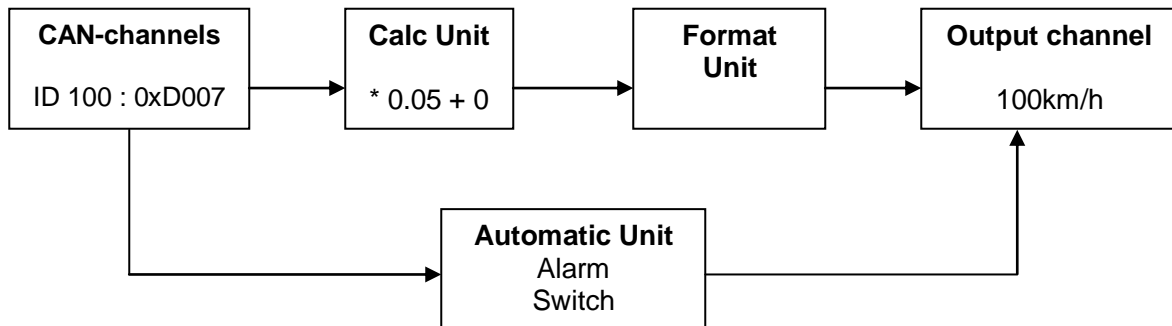 CAN-channels
ID 100 : 0xD007
Calc Unit
* 0.05 + 0
Format
Unit
Output channel
100km/h
Automatic Unit
Alarm
Switch